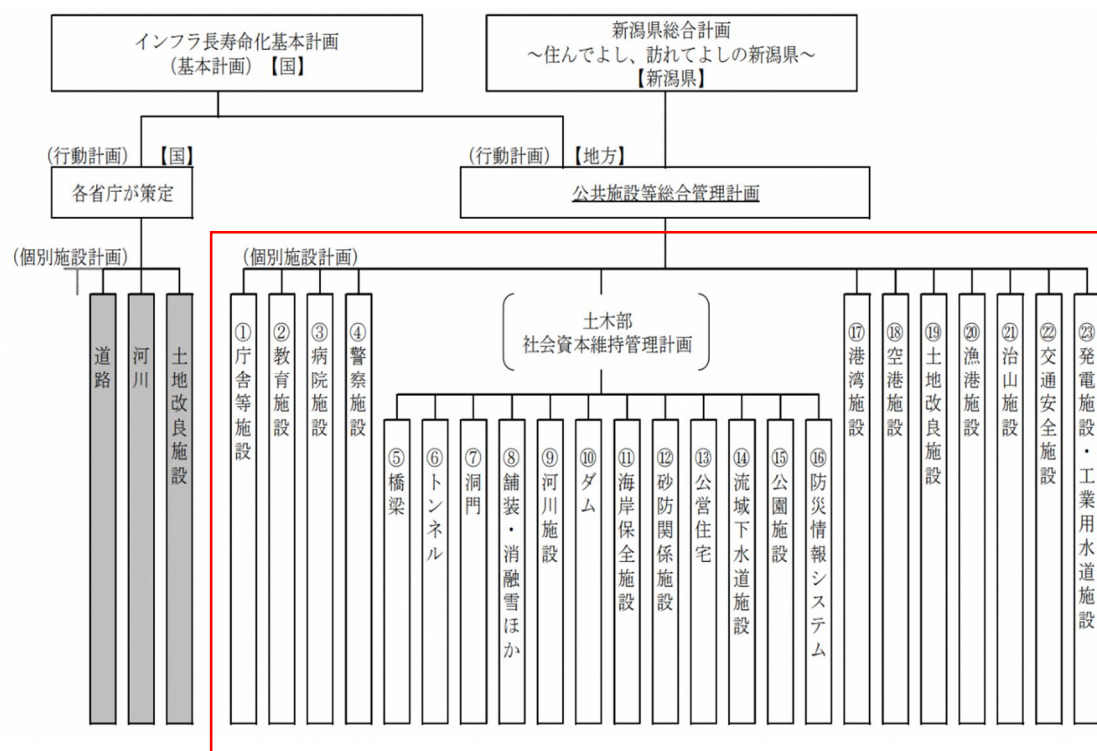 インフラ長寿命化基本計画
(基本計画)【国】
新潟県総合計画
～住んでよし、訪れてよしの新潟県～
【新潟県】
(行動計画)　【国】
各省庁が策定
(行動計画)　【地方】
公共施設等総合管理計画
(個別施設計画)
道路
河川
土地改良施設
(個別施設計画)
①庁舎等施設
②教育施設
③病院施設
④警察施設
土木部
社会資本維持管理計画
⑤橋梁
⑥トンネル
⑦洞門
⑧舗装・消融雪ほか
⑨河川施設
⑩ダム
⑪海岸保全施設
⑫砂防関係施設
⑬公営住宅
⑭流域下水道施設
⑮公園施設
⑯防災情報システム
⑰港湾施設
⑱空港施設
⑲土地改良施設
⑳漁港施設
㉑治山施設
㉒交通安全施設
㉓発電施設・工業用水道施設